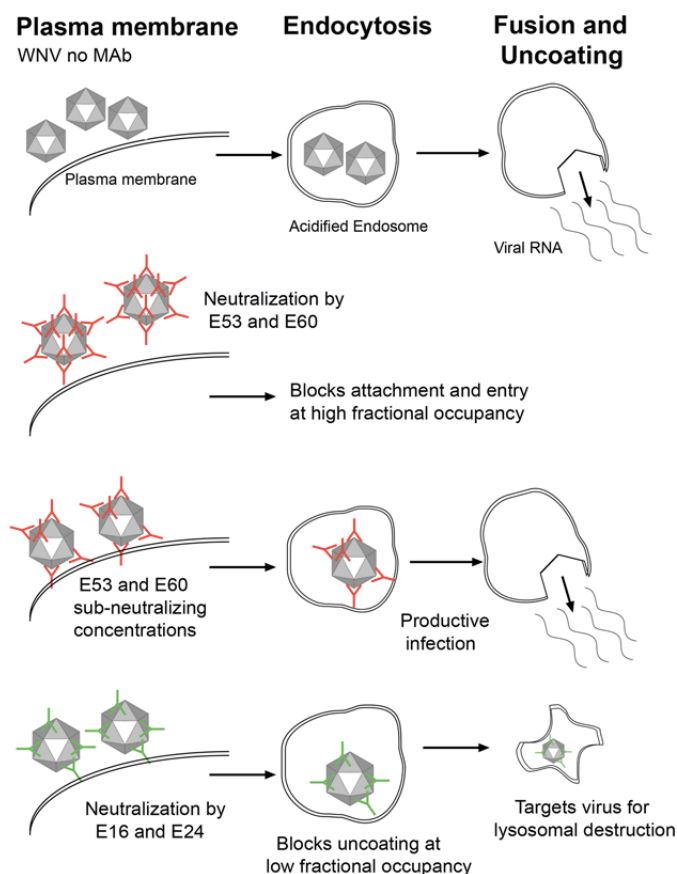 Plasma membrane
Endocytosis
Fusion and
Uncoating
WNV no MAb
Plasma membrane
Acidified Endosome
Viral RNA
Neutralization by
E53 and E60
Blocks attachment and entry
at high fractional occupancy
E53 and E60
sub-neutralizing
concentrations
Productive
infection
Neutralization by
E16 and E24
Blocks uncoating at
low fractional occupancy
Targets virus for
lysosomal destruction